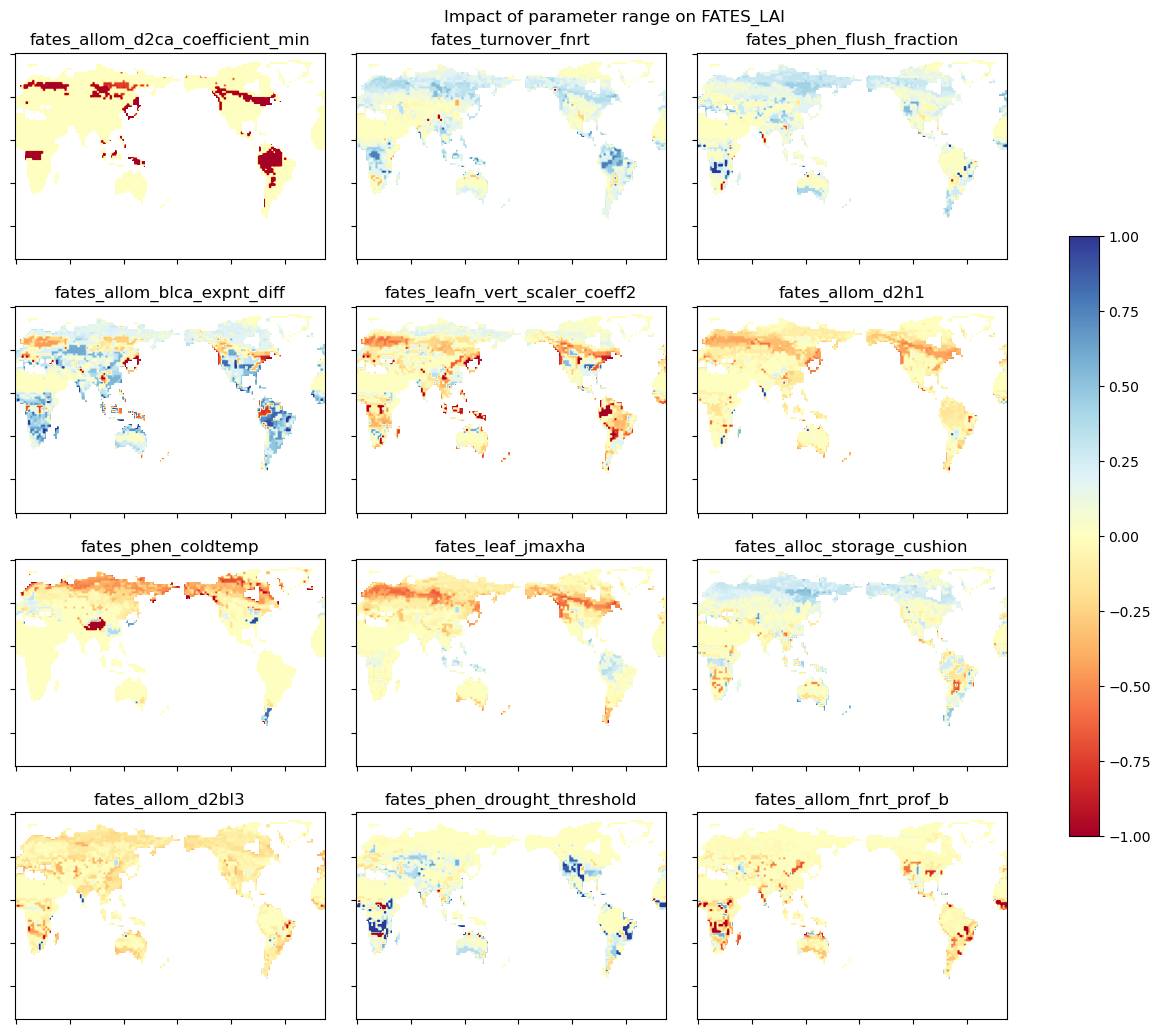 Impact of parameter range on FATES_LAI
fates_allom_d2ca_coefficient_min
fates_turnover_fnrt
fates_phen_flush_fraction
fates_allom_blca_expnt_diff
fates_leafn_vert_scaler_coeff2
fates_allom_d2h1
fates_phen_coldtemp
fates_leaf_jmaxha
fates_alloc_storage_cushion
fates_allom_d2bl3
fates_phen_drought_threshold
fates_allom_fnrt_prof_b
1.00
0.75
0.50
0.25
0.00
−0.25
−0.50
−0.75
−1.00